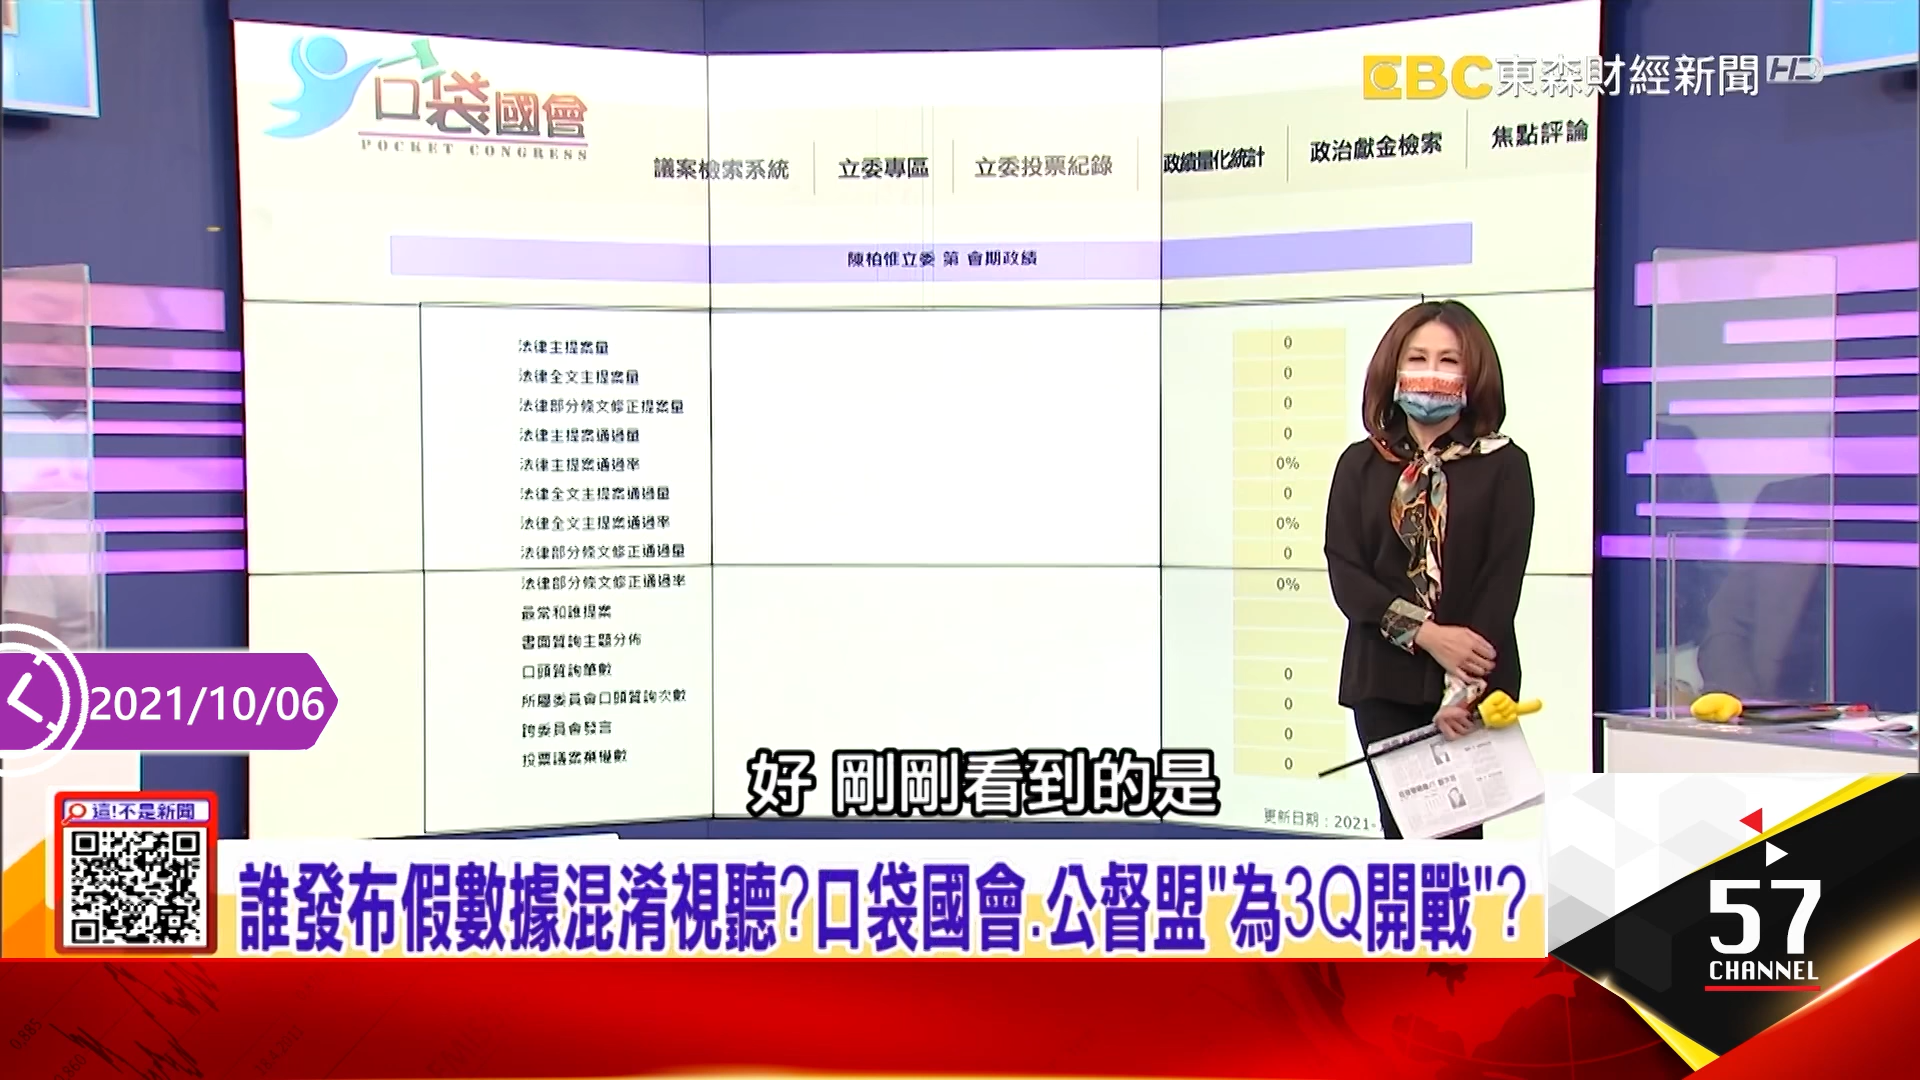 口袋國會
POCKET CONGRESS
EBC東森財經新聞HD
議案檢索系統
立委專區
立委投票紀錄
政績量化統計
政治獻金檢索
焦點評論
陳柏惟立委 第 會期政績
法律主提案量 0
法律全文主提案量 0
法律部分條文修正提案量 0
法律主提案通過量 0
法律主提案通過率 0%
法律全文主提案通過量 0
法律全文主提案通過率 0%
法律部分條文修正通過量 0
法律部分條文修正通過率 0%
最常和誰提案
書面質詢主題分佈
口頭質詢筆數 0
所屬委員會口頭質詢次數 0
跨委員會發言 0
投票議案棄權數 0
更新日期：2021-
2021/10/06
好 剛剛看到的是
這!不是新聞
誰發布假數據混淆視聽?口袋國會.公督盟"為3Q開戰"?
57
CHANNEL